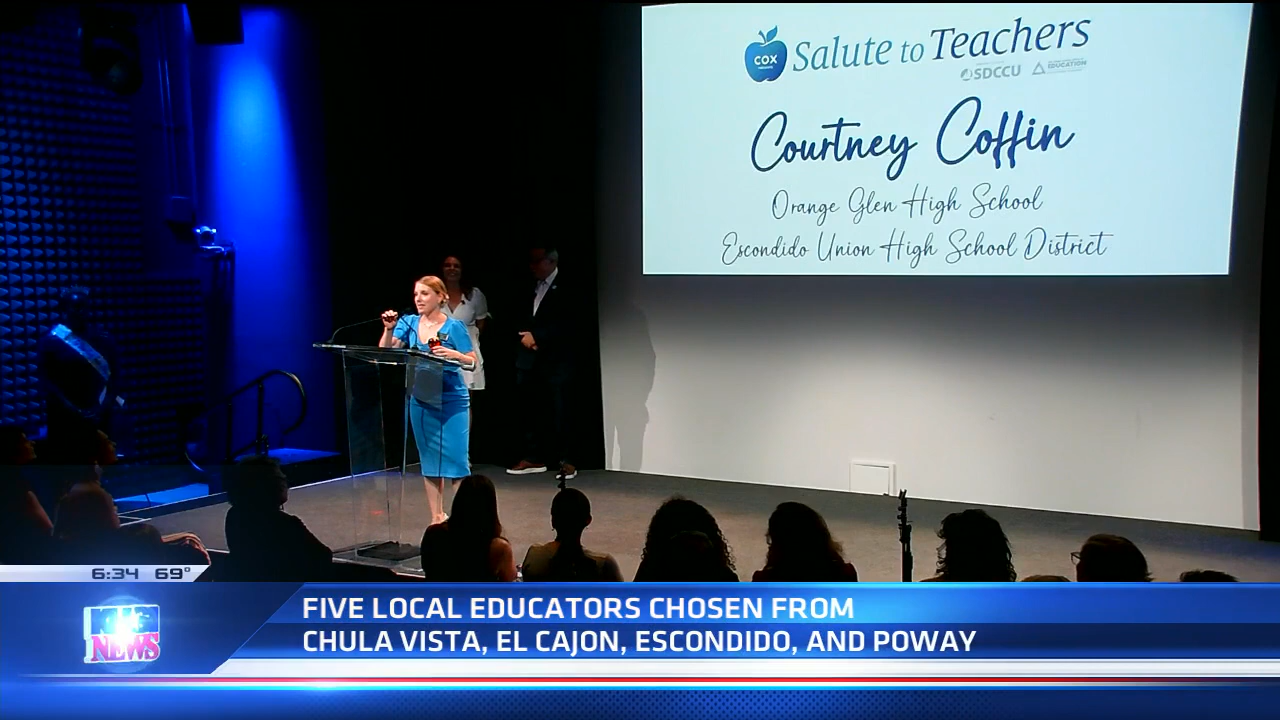 COX
Salute to Teachers
SDCCU
EDUCATION
Courtney Coffin
Orange Glen High School
Escondido Union High School District
6:34 69°
FIVE LOCAL EDUCATORS CHOSEN FROM
CHULA VISTA, EL CAJON, ESCONDIDO, AND POWAY
NEWS